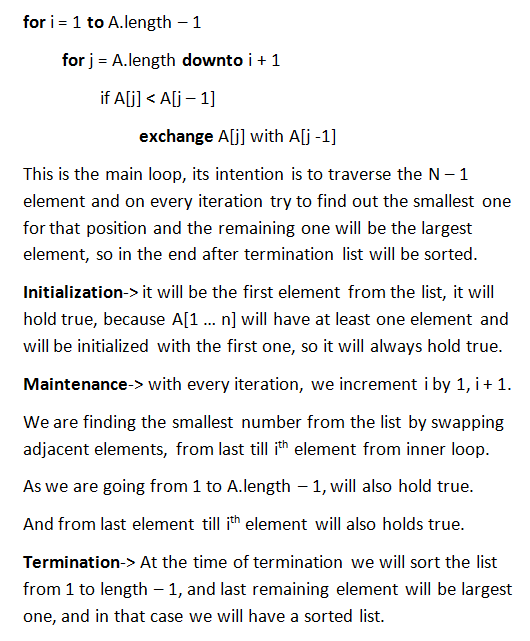 for i = 1 to A.length – 1
for j = A.length downto i + 1
if A[j] < A[j – 1]
exchange A[j] with A[j -1]
This is the main loop, its intention is to traverse the N – 1
element and on every iteration try to find out the smallest one
for that position and the remaining one will be the largest
element, so in the end after termination list will be sorted.
Initialization-> it will be the first element from the list, it will
hold true, because A[1 ... n] will have at least one element and
will be initialized with the first one, so it will always hold true.
Maintenance-> with every iteration, we increment i by 1, i + 1.
We are finding the smallest number from the list by swapping
adjacent elements, from last till ith element from inner loop.
As we are going from 1 to A.length – 1, will also hold true.
And from last element till ith element will also holds true.
Termination-> At the time of termination we will sort the list
from 1 to length – 1, and last remaining element will be largest
one, and in that case we will have a sorted list.